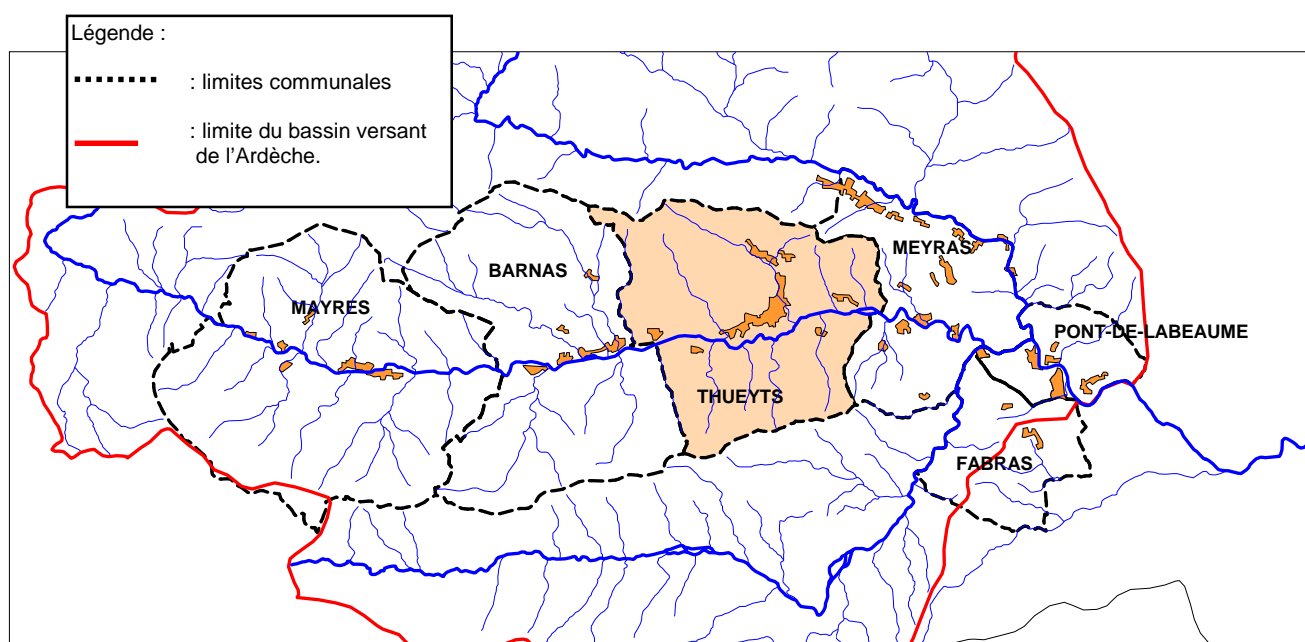 Légende :
: limites communales
: limite du bassin versant
de l'Ardèche.
MEYRAS
BARNAS
MAYRES
PONT-DE-LABEAUME
THUEYTS
FABRAS